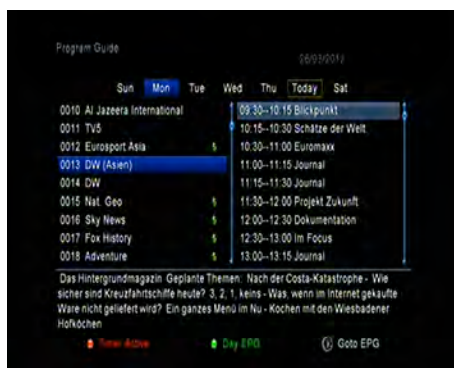 Program Guide
Sun Mon Tue Wed Thu Today Sat
0010 Al Jazeera International
0011 TV5
0012 Eurosport Asia $
0013 DW (Asien)
0014 DW
0015 Nat. Geo $
0016 Sky News $
0017 Fox History $
0018 Adventure $
09:30--10:15 Blickpunkt
10:15--10:30 Schätze der Welt
10:30--11:00 Euromaxx
11:00--11:15 Journal
11:15--11:30 Journal
11:30--12:00 Projekt Zukunft
12:00--12:30 Dokumentation
12:30--13:00 im Focus
13:00--13:15 Journal
Das Hintergrundmagazin Geplante Themen: Nach der Costa-Katastrophe - Wie
sicher sind Kreuzfahrtschiffe heute? 3, 2, 1, keins - Was, wenn im Internet gekaufte
Ware nicht geliefert wird? Ein ganzes Menü im Nu - Kochen mit den Wiesbadener
Hofköchen
Timer Active Day EPG Goto EPG